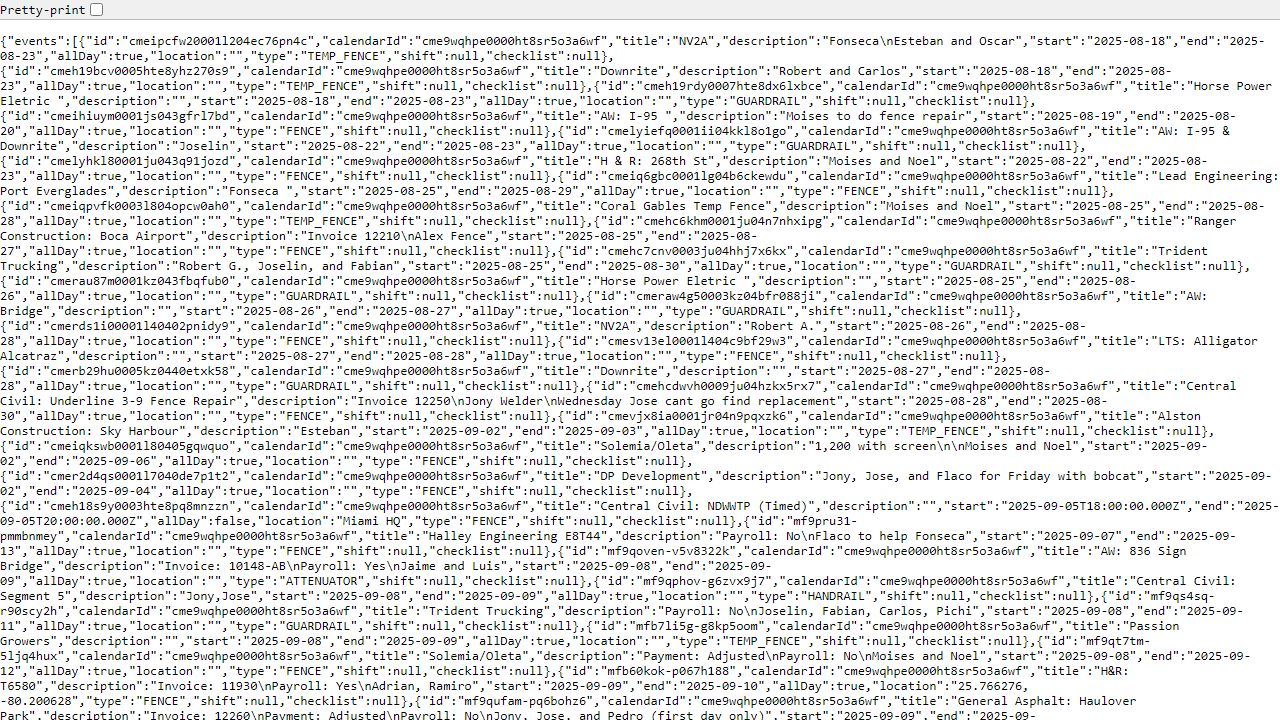 Pretty-print
{"events":[{"id":"cmeipcfw20001l204ec76pn4c","calendarId":"cme9wqhpe0000ht8sr5o3a6wf","title":"NV2A","description":"Fonseca\nEsteban and Oscar","start":"2025-08-18","end":"2025-
08-23","allDay":true,"location":"","type":"TEMP_FENCE","shift":null,"checklist":null},
{"id":"cmeh19bcv0005hte8yhz270s9","calendarId":"cme9wqhpe0000ht8sr5o3a6wf","title":"Downrite","description":"Robert and Carlos","start":"2025-08-18","end":"2025-08-
23","allDay":true,"location":"","type":"TEMP_FENCE","shift":null,"checklist":null},{"id":"cmeh19rdy0007hte8dx6lxbce","calendarId":"cme9wqhpe0000ht8sr5o3a6wf","title":"Horse Power
Eletric ","description":"","start":"2025-08-18","end":"2025-08-23","allDay":true,"location":"","type":"GUARDRAIL","shift":null,"checklist":null},
{"id":"cmeihiuym0001js043gfrl7bd","calendarId":"cme9wqhpe0000ht8sr5o3a6wf","title":"AW: I-95 ","description":"Moises to do fence repair","start":"2025-08-19","end":"2025-08-
20","allDay":true,"location":"","type":"FENCE","shift":null,"checklist":null},{"id":"cmelyiefq0001ii04kkl8o1go","calendarId":"cme9wqhpe0000ht8sr5o3a6wf","title":"AW: I-95 &
Downrite","description":"Joselin","start":"2025-08-22","end":"2025-08-23","allDay":true,"location":"","type":"GUARDRAIL","shift":null,"checklist":null},
{"id":"cmelyhkl80001ju043q91jozd","calendarId":"cme9wqhpe0000ht8sr5o3a6wf","title":"H & R: 268th St","description":"Moises and Noel","start":"2025-08-22","end":"2025-08-
23","allDay":true,"location":"","type":"FENCE","shift":null,"checklist":null},{"id":"cmeiq6gbc0001lg04b6ckewdu","calendarId":"cme9wqhpe0000ht8sr5o3a6wf","title":"Lead Engineering:
Port Everglades","description":"Fonseca ","start":"2025-08-25","end":"2025-08-29","allDay":true,"location":"","type":"FENCE","shift":null,"checklist":null},
{"id":"cmeiqpvfk0003l804opcw0ah0","calendarId":"cme9wqhpe0000ht8sr5o3a6wf","title":"Coral Gables Temp Fence","description":"Moises and Noel","start":"2025-08-25","end":"2025-08-
28","allDay":true,"location":"","type":"TEMP_FENCE","shift":null,"checklist":null},{"id":"cmehc6khm0001ju04n7nhxipg","calendarId":"cme9wqhpe0000ht8sr5o3a6wf","title":"Ranger
Construction: Boca Airport","description":"Invoice 12210\nAlex Fence","start":"2025-08-25","end":"2025-08-
27","allDay":true,"location":"","type":"FENCE","shift":null,"checklist":null},{"id":"cmehc7cnv0003ju04hhj7x6kx","calendarId":"cme9wqhpe0000ht8sr5o3a6wf","title":"Trident
Trucking","description":"Robert G., Joselin, and Fabian","start":"2025-08-25","end":"2025-08-30","allDay":true,"location":"","type":"GUARDRAIL","shift":null,"checklist":null},
{"id":"cmerau87m0001kz043fbqfub0","calendarId":"cme9wqhpe0000ht8sr5o3a6wf","title":"Horse Power Eletric ","description":"","start":"2025-08-25","end":"2025-08-
26","allDay":true,"location":"","type":"GUARDRAIL","shift":null,"checklist":null},{"id":"cmeraw4g50003kz04bfr088ji","calendarId":"cme9wqhpe0000ht8sr5o3a6wf","title":"AW:
Bridge","description":"","start":"2025-08-26","end":"2025-08-27","allDay":true,"location":"","type":"GUARDRAIL","shift":null,"checklist":null},
{"id":"cmerds1i00001l40402pnidy9","calendarId":"cme9wqhpe0000ht8sr5o3a6wf","title":"NV2A","description":"Robert A.","start":"2025-08-26","end":"2025-08-
28","allDay":true,"location":"","type":"FENCE","shift":null,"checklist":null},{"id":"cmesv13el0001l404c9bf29w3","calendarId":"cme9wqhpe0000ht8sr5o3a6wf","title":"LTS: Alligator
Alcatraz","description":"","start":"2025-08-27","end":"2025-08-28","allDay":true,"location":"","type":"FENCE","shift":null,"checklist":null},
{"id":"cmerb29hu0005kz0440etxk58","calendarId":"cme9wqhpe0000ht8sr5o3a6wf","title":"Downrite","description":"","start":"2025-08-27","end":"2025-08-
28","allDay":true,"location":"","type":"GUARDRAIL","shift":null,"checklist":null},{"id":"cmehcdwvh0009ju04hzkx5rx7","calendarId":"cme9wqhpe0000ht8sr5o3a6wf","title":"Central
Civil: Underline 3-9 Fence Repair","description":"Invoice 12250\nJony Welder\nWednesday Jose cant go find replacement","start":"2025-08-28","end":"2025-08-
30","allDay":true,"location":"","type":"FENCE","shift":null,"checklist":null},{"id":"cmevjx8ia0001jr04n9pqxzk6","calendarId":"cme9wqhpe0000ht8sr5o3a6wf","title":"Alston
Construction: Sky Harbour","description":"Esteban","start":"2025-09-02","end":"2025-09-03","allDay":true,"location":"","type":"TEMP_FENCE","shift":null,"checklist":null},
{"id":"cmeiqkswb0001l80405gqwquo","calendarId":"cme9wqhpe0000ht8sr5o3a6wf","title":"Solemia/Oleta","description":"1,200 with screen\n\nMoises and Noel","start":"2025-09-
02","end":"2025-09-06","allDay":true,"location":"","type":"FENCE","shift":null,"checklist":null},
{"id":"cmer2d4qs0001l7040de7p1t2","calendarId":"cme9wqhpe0000ht8sr5o3a6wf","title":"DP Development","description":"Jony, Jose, and Flaco for Friday with bobcat","start":"2025-09-
02","end":"2025-09-04","allDay":true,"location":"","type":"FENCE","shift":null,"checklist":null},
{"id":"cmeh18s9y0003hte8pq8mnzzn","calendarId":"cme9wqhpe0000ht8sr5o3a6wf","title":"Central Civil: NDWWTP (Timed)","description":"","start":"2025-09-05T18:00:00.000Z","end":"2025-
09-05T20:00:00.000Z","allDay":false,"location":"Miami HQ","type":"FENCE","shift":null,"checklist":null},{"id":"mf9pru31-
pmmbnmey","calendarId":"cme9wqhpe0000ht8sr5o3a6wf","title":"Halley Engineering E8T44","description":"Payroll: No\nFlaco to help Fonseca","start":"2025-09-07","end":"2025-09-
13","allDay":true,"location":"","type":"FENCE","shift":null,"checklist":null},{"id":"mf9qoven-v5v8322k","calendarId":"cme9wqhpe0000ht8sr5o3a6wf","title":"AW: 836 Sign
Bridge","description":"Invoice: 10148-AB\nPayroll: Yes\nJaime and Luis","start":"2025-09-08","end":"2025-
09-09","allDay":true,"location":"","type":"ATTENUATOR","shift":null,"checklist":null},{"id":"mf9qphov-g6zvx9j7","calendarId":"cme9wqhpe0000ht8sr5o3a6wf","title":"Central Civil:
Segment 5","description":"Jony,Jose","start":"2025-09-08","end":"2025-09-09","allDay":true,"location":"","type":"HANDRAIL","shift":null,"checklist":null},{"id":"mf9qs4sq-
r90scy2h","calendarId":"cme9wqhpe0000ht8sr5o3a6wf","title":"Trident Trucking","description":"Payroll: No\nJoselin, Fabian, Carlos, Pichi","start":"2025-09-08","end":"2025-09-
11","allDay":true,"location":"","type":"GUARDRAIL","shift":null,"checklist":null},{"id":"mfb7li5g-g8kp5oom","calendarId":"cme9wqhpe0000ht8sr5o3a6wf","title":"Passion
Growers","description":"","start":"2025-09-08","end":"2025-09-09","allDay":true,"location":"","type":"TEMP_FENCE","shift":null,"checklist":null},{"id":"mf9qt7tm-
5ljq4hux","calendarId":"cme9wqhpe0000ht8sr5o3a6wf","title":"Solemia/Oleta","description":"Payment: Adjusted\nPayroll: No\nMoises and Noel","start":"2025-09-08","end":"2025-09-
12","allDay":true,"location":"","type":"FENCE","shift":null,"checklist":null},{"id":"mfb60kok-p067h188","calendarId":"cme9wqhpe0000ht8sr5o3a6wf","title":"H&R:
T6580","description":"Invoice: 11930\nPayroll: Yes\nAdrian, Ramiro","start":"2025-09-09","end":"2025-09-10","allDay":true,"location":"25.766276,
-80.200628","type":"FENCE","shift":null,"checklist":null},{"id":"mf9qufam-pq6bohz6","calendarId":"cme9wqhpe0000ht8sr5o3a6wf","title":"General Asphalt: Haulover
Park","description":"Invoice: 12260\nPayment: Adjusted\nPayroll: No\nJony, Jose, and Pedro (first day only)","start":"2025-09-09","end":"2025-09-